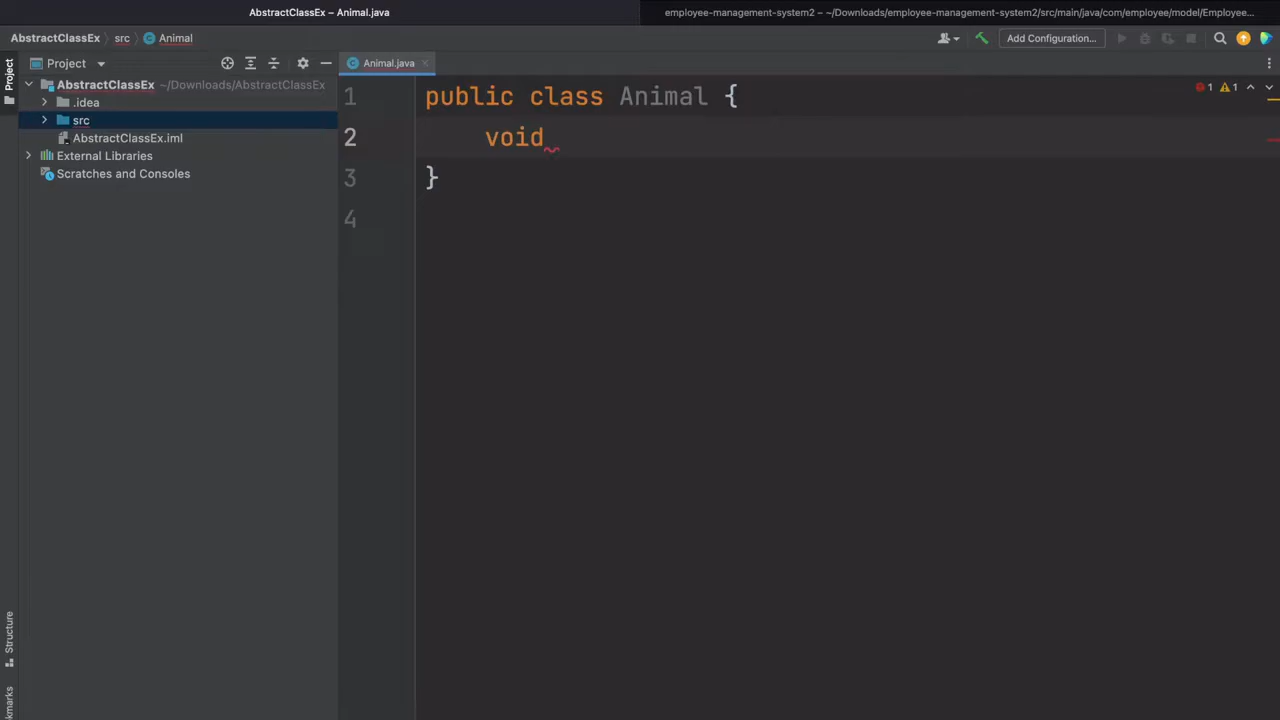 AbstractClassEx – Animal.java
employee-management-system2 – ~/Downloads/employee-management-system2/src/main/java/com/employee/model/Employee...
AbstractClassEx src Animal
Add Configuration...
Project
Project
Animal.java
1 1
AbstractClassEx ~/Downloads/AbstractClassEx
.idea
src
AbstractClassEx.iml
External Libraries
Scratches and Consoles
1 public class Animal {
2 void
3 }
4
Structure